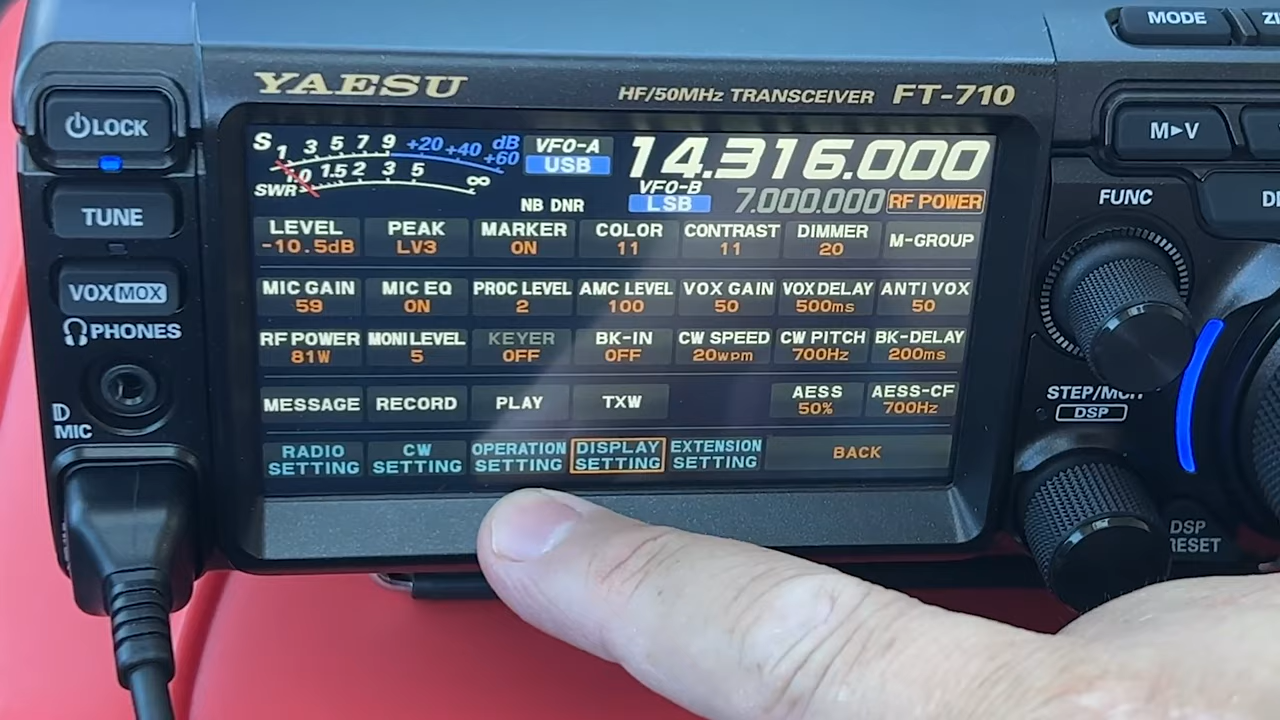 MODE
YAESU
HF/50MHz TRANSCEIVER FT-710
LOCK
M►V
S 1 3 5 7 9 +20 +40 +60 dB
VFO-A
USB
14.316.000
1.0 1.5 2 3 5 ∞
SWR
VFO-B
LSB
7.000.000
RF POWER
NB DNR
FUNC
TUNE
LEVEL PEAK MARKER COLOR CONTRAST DIMMER M-GROUP
-10.5dB LV3 ON 11 11 20
VOX MOX
MIC GAIN MIC EQ PROC LEVEL AMC LEVEL VOX GAIN VOX DELAY ANTI VOX
59 ON 2 100 50 500ms 50
PHONES
RF POWER MONI LEVEL KEYER BK-IN CW SPEED CW PITCH BK-DELAY
81W 5 OFF OFF 20wpm 700Hz 200ms
MESSAGE RECORD PLAY TXW AESS AESS-CF
50% 700Hz
STEP/MCH
DSP
MIC
RADIO SETTING
CW SETTING
OPERATION SETTING
DISPLAY SETTING
EXTENSION SETTING
BACK
DSP
RESET